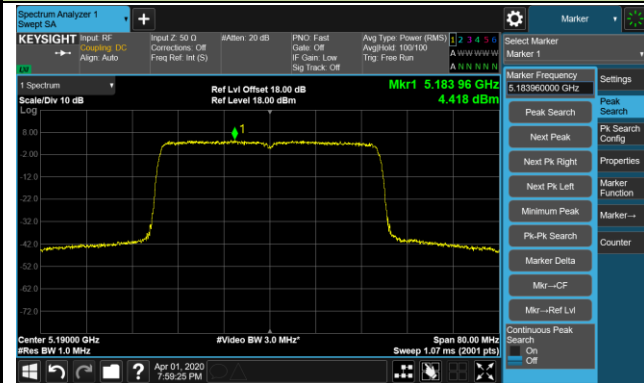 Spectrum Analyzer 1
Swept SA
Marker
KEYSIGHT
Input: RF
Coupling: DC
Align: Auto
Input Z: 50 Ω
Corrections: Off
Freq Ref: Int (S)
#Atten: 20 dB
PNO: Fast
Gate: Off
IF Gain: Low
Sig Track: Off
Avg Type: Power (RMS)
Avg|Hold: 100/100
Trig: Free Run
1 2 3 4 5 6
A W W W W W
A N N N N N
Select Marker
Marker 1
1 Spectrum
Scale/Div 10 dB
Log
Ref Lvl Offset 18.00 dB
Ref Level 18.00 dBm
Mkr1 5.183 96 GHz
4.418 dBm
8.00
-2.00
-12.0
-22.0
-32.0
-42.0
-52.0
-62.0
-72.0
1
Center 5.19000 GHz
#Res BW 1.0 MHz
#Video BW 3.0 MHz*
Span 80.00 MHz
Sweep 1.07 ms (2001 pts)
Marker Frequency
5.183960000 GHz
Peak Search
Next Peak
Next Pk Right
Next Pk Left
Minimum Peak
Pk-Pk Search
Marker Delta
Mkr→CF
Mkr→Ref Lvl
Continuous Peak
Search
On
Off
Settings
Peak
Search
Pk Search
Config
Properties
Marker
Function
Marker→
Counter
Apr 01, 2020
7:59:25 PM